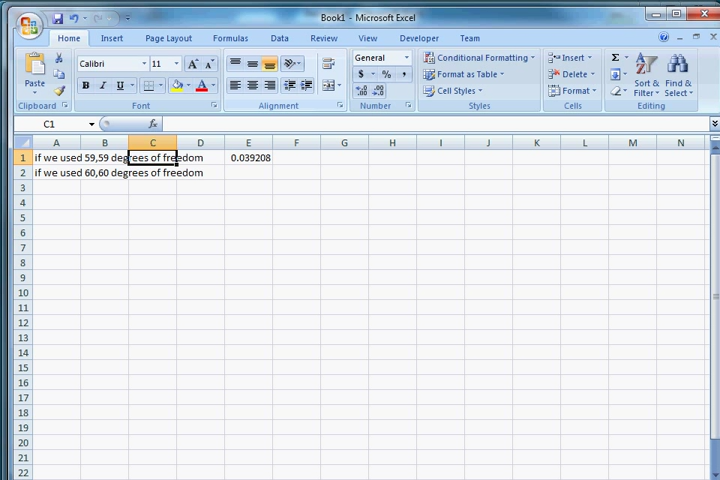 Book1 - Microsoft Excel
Home Insert Page Layout Formulas Data Review View Developer Team
Paste
Calibri 11
B I U A
General
$ % ,
Conditional Formatting
Format as Table
Cell Styles
Insert
Delete
Format
Σ
Sort & Filter
Find & Select
Clipboard Font Alignment Number Styles Cells Editing
C1 fx
A B C D E F G H I J K L M N
1 if we used 59,59 degrees of freedom 0.039208
2 if we used 60,60 degrees of freedom
3
4
5
6
7
8
9
10
11
12
13
14
15
16
17
18
19
20
21
22